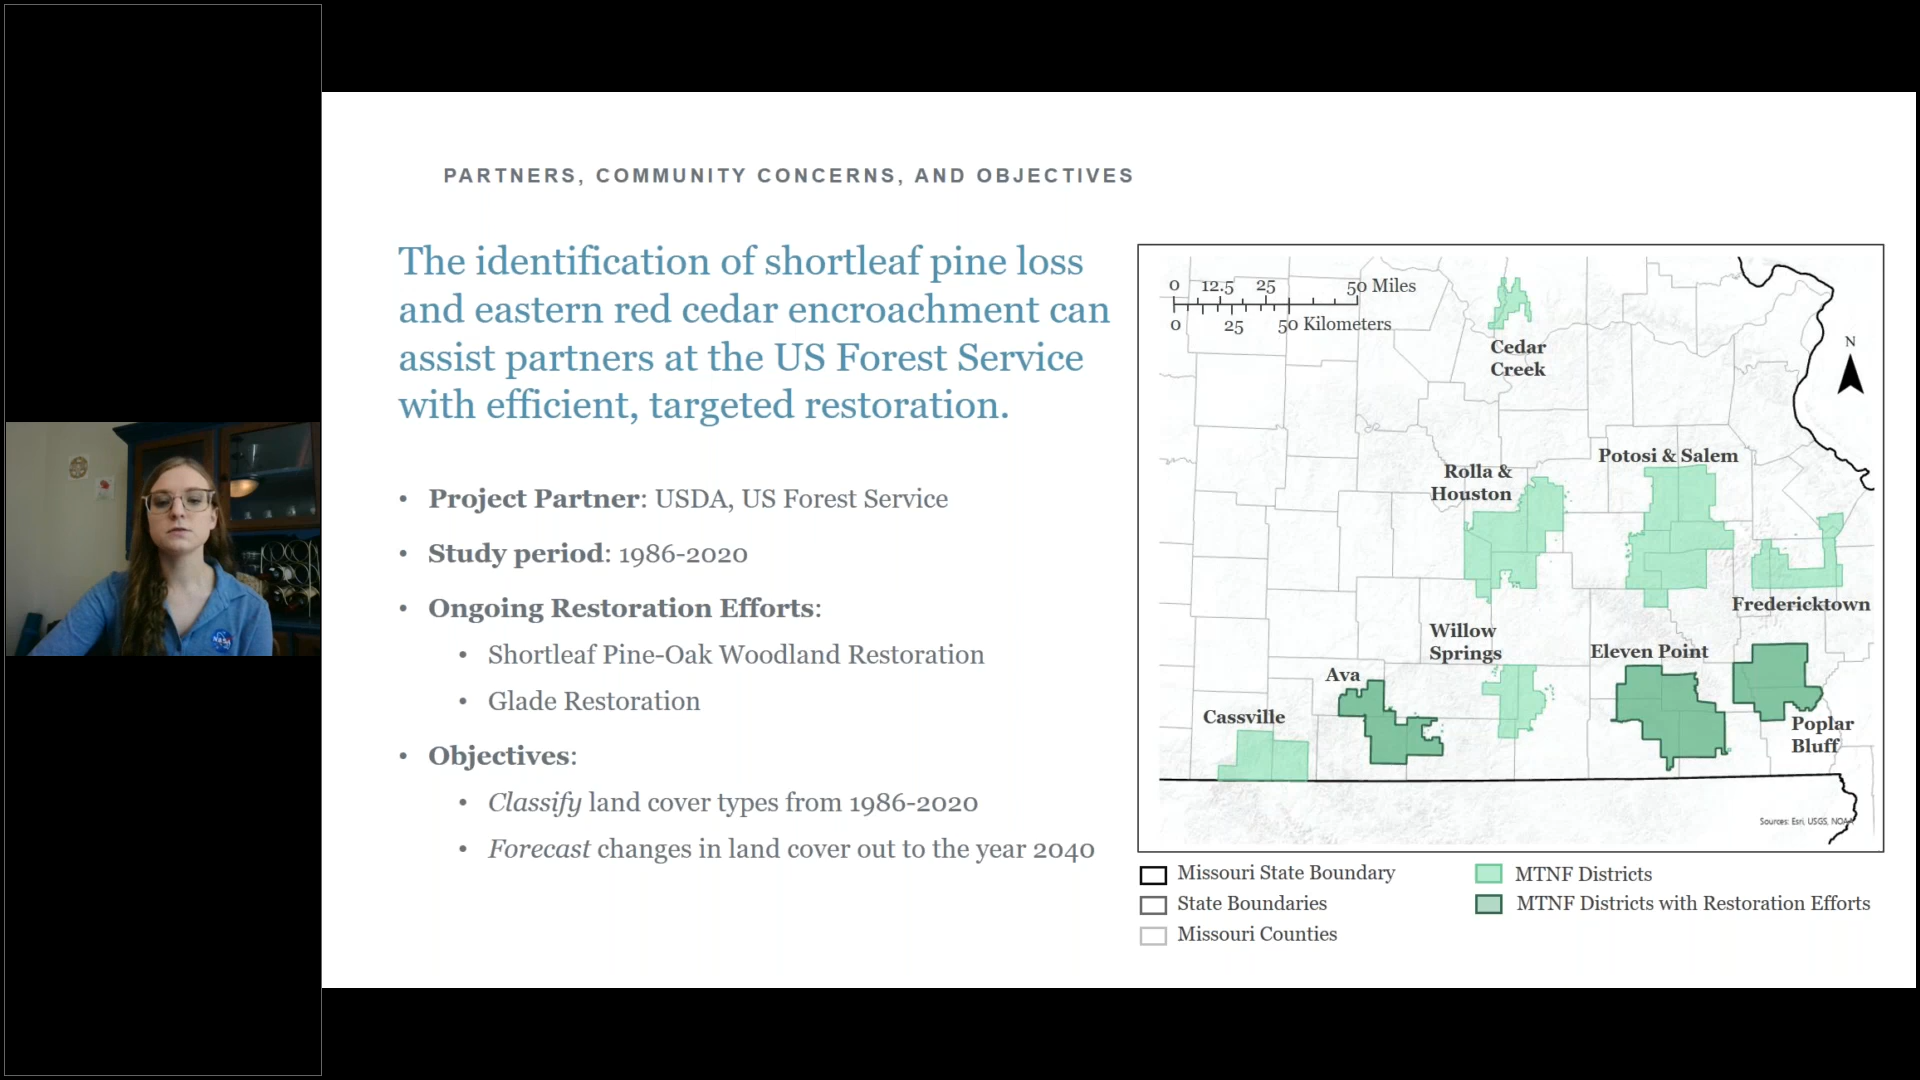 PARTNERS, COMMUNITY CONCERNS, AND OBJECTIVES
The identification of shortleaf pine loss
and eastern red cedar encroachment can
assist partners at the US Forest Service
with efficient, targeted restoration.
• Project Partner: USDA, US Forest Service
• Study period: 1986-2020
• Ongoing Restoration Efforts:
• Shortleaf Pine-Oak Woodland Restoration
• Glade Restoration
• Objectives:
• Classify land cover types from 1986-2020
• Forecast changes in land cover out to the year 2040
0 12.5 25 50 Miles
0 25 50 Kilometers
N
Cedar
Creek
Potosi & Salem
Rolla &
Houston
Fredericktown
Willow
Springs
Eleven Point
Ava
Cassville
Poplar
Bluff
Sources: Esri, USGS, NOAA
Missouri State Boundary
State Boundaries
Missouri Counties
MTNF Districts
MTNF Districts with Restoration Efforts
NASA